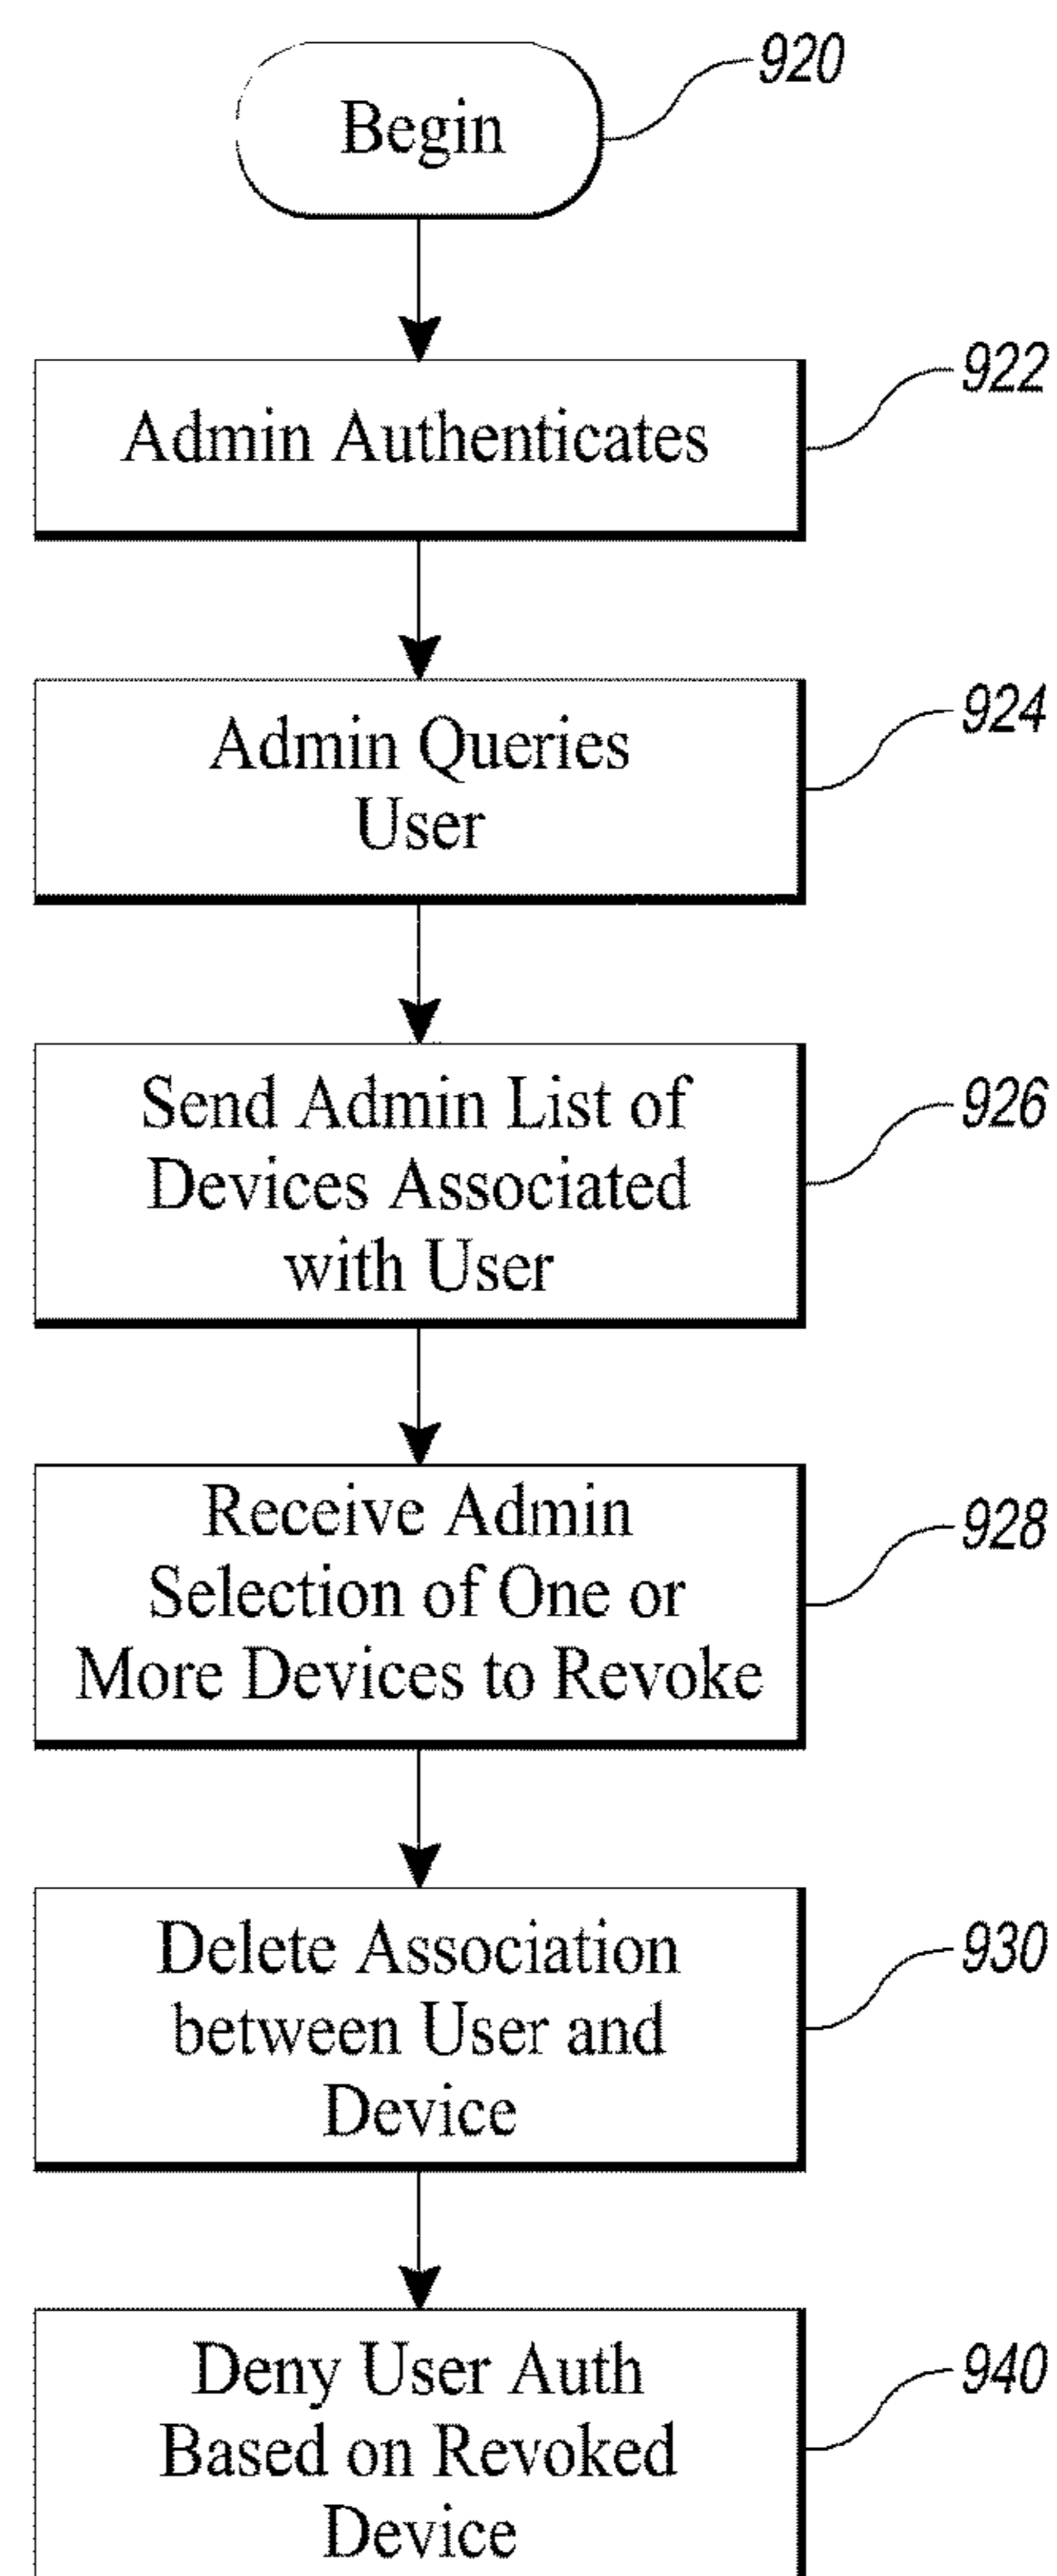 Begin
920
Admin Authenticates
922
Admin Queries
User
924
Send Admin List of
Devices Associated
with User
926
Receive Admin
Selection of One or
More Devices to Revoke
928
Delete Association
between User and
Device
930
Deny User Auth
Based on Revoked
Device
940